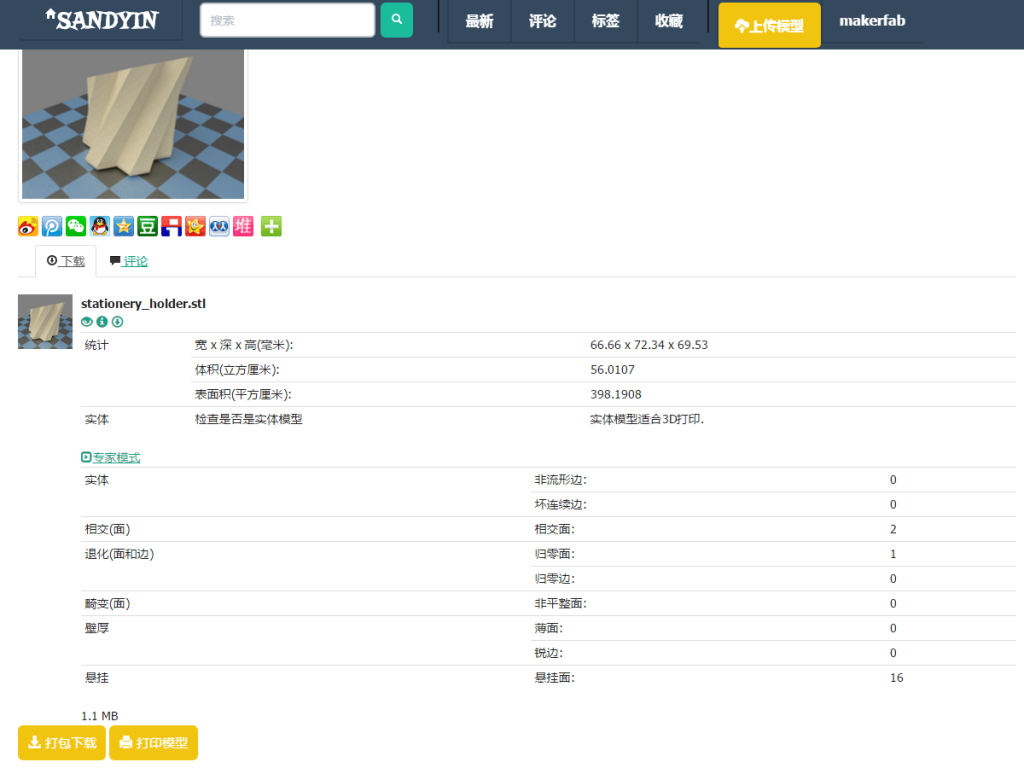 SANDYIN 搜索 最新 评论 标签 收藏 上传模型 makerfab
豆 堆
下载 评论
stationery_holder.stl
统计 宽 x 深 x 高(毫米): 66.66 x 72.34 x 69.53
体积(立方厘米): 56.0107
表面积(平方厘米): 398.1908
实体 检查是否是实体模型 实体模型适合3D打印.
专家模式
实体 非流形边: 0
坏连续边: 0
相交(面) 相交面: 2
退化(面和边) 归零面: 1
归零边: 0
畸变(面) 非平整面: 0
壁厚 薄面: 0
锐边: 0
悬挂 悬挂面: 16
1.1 MB
打包下载 打印模型